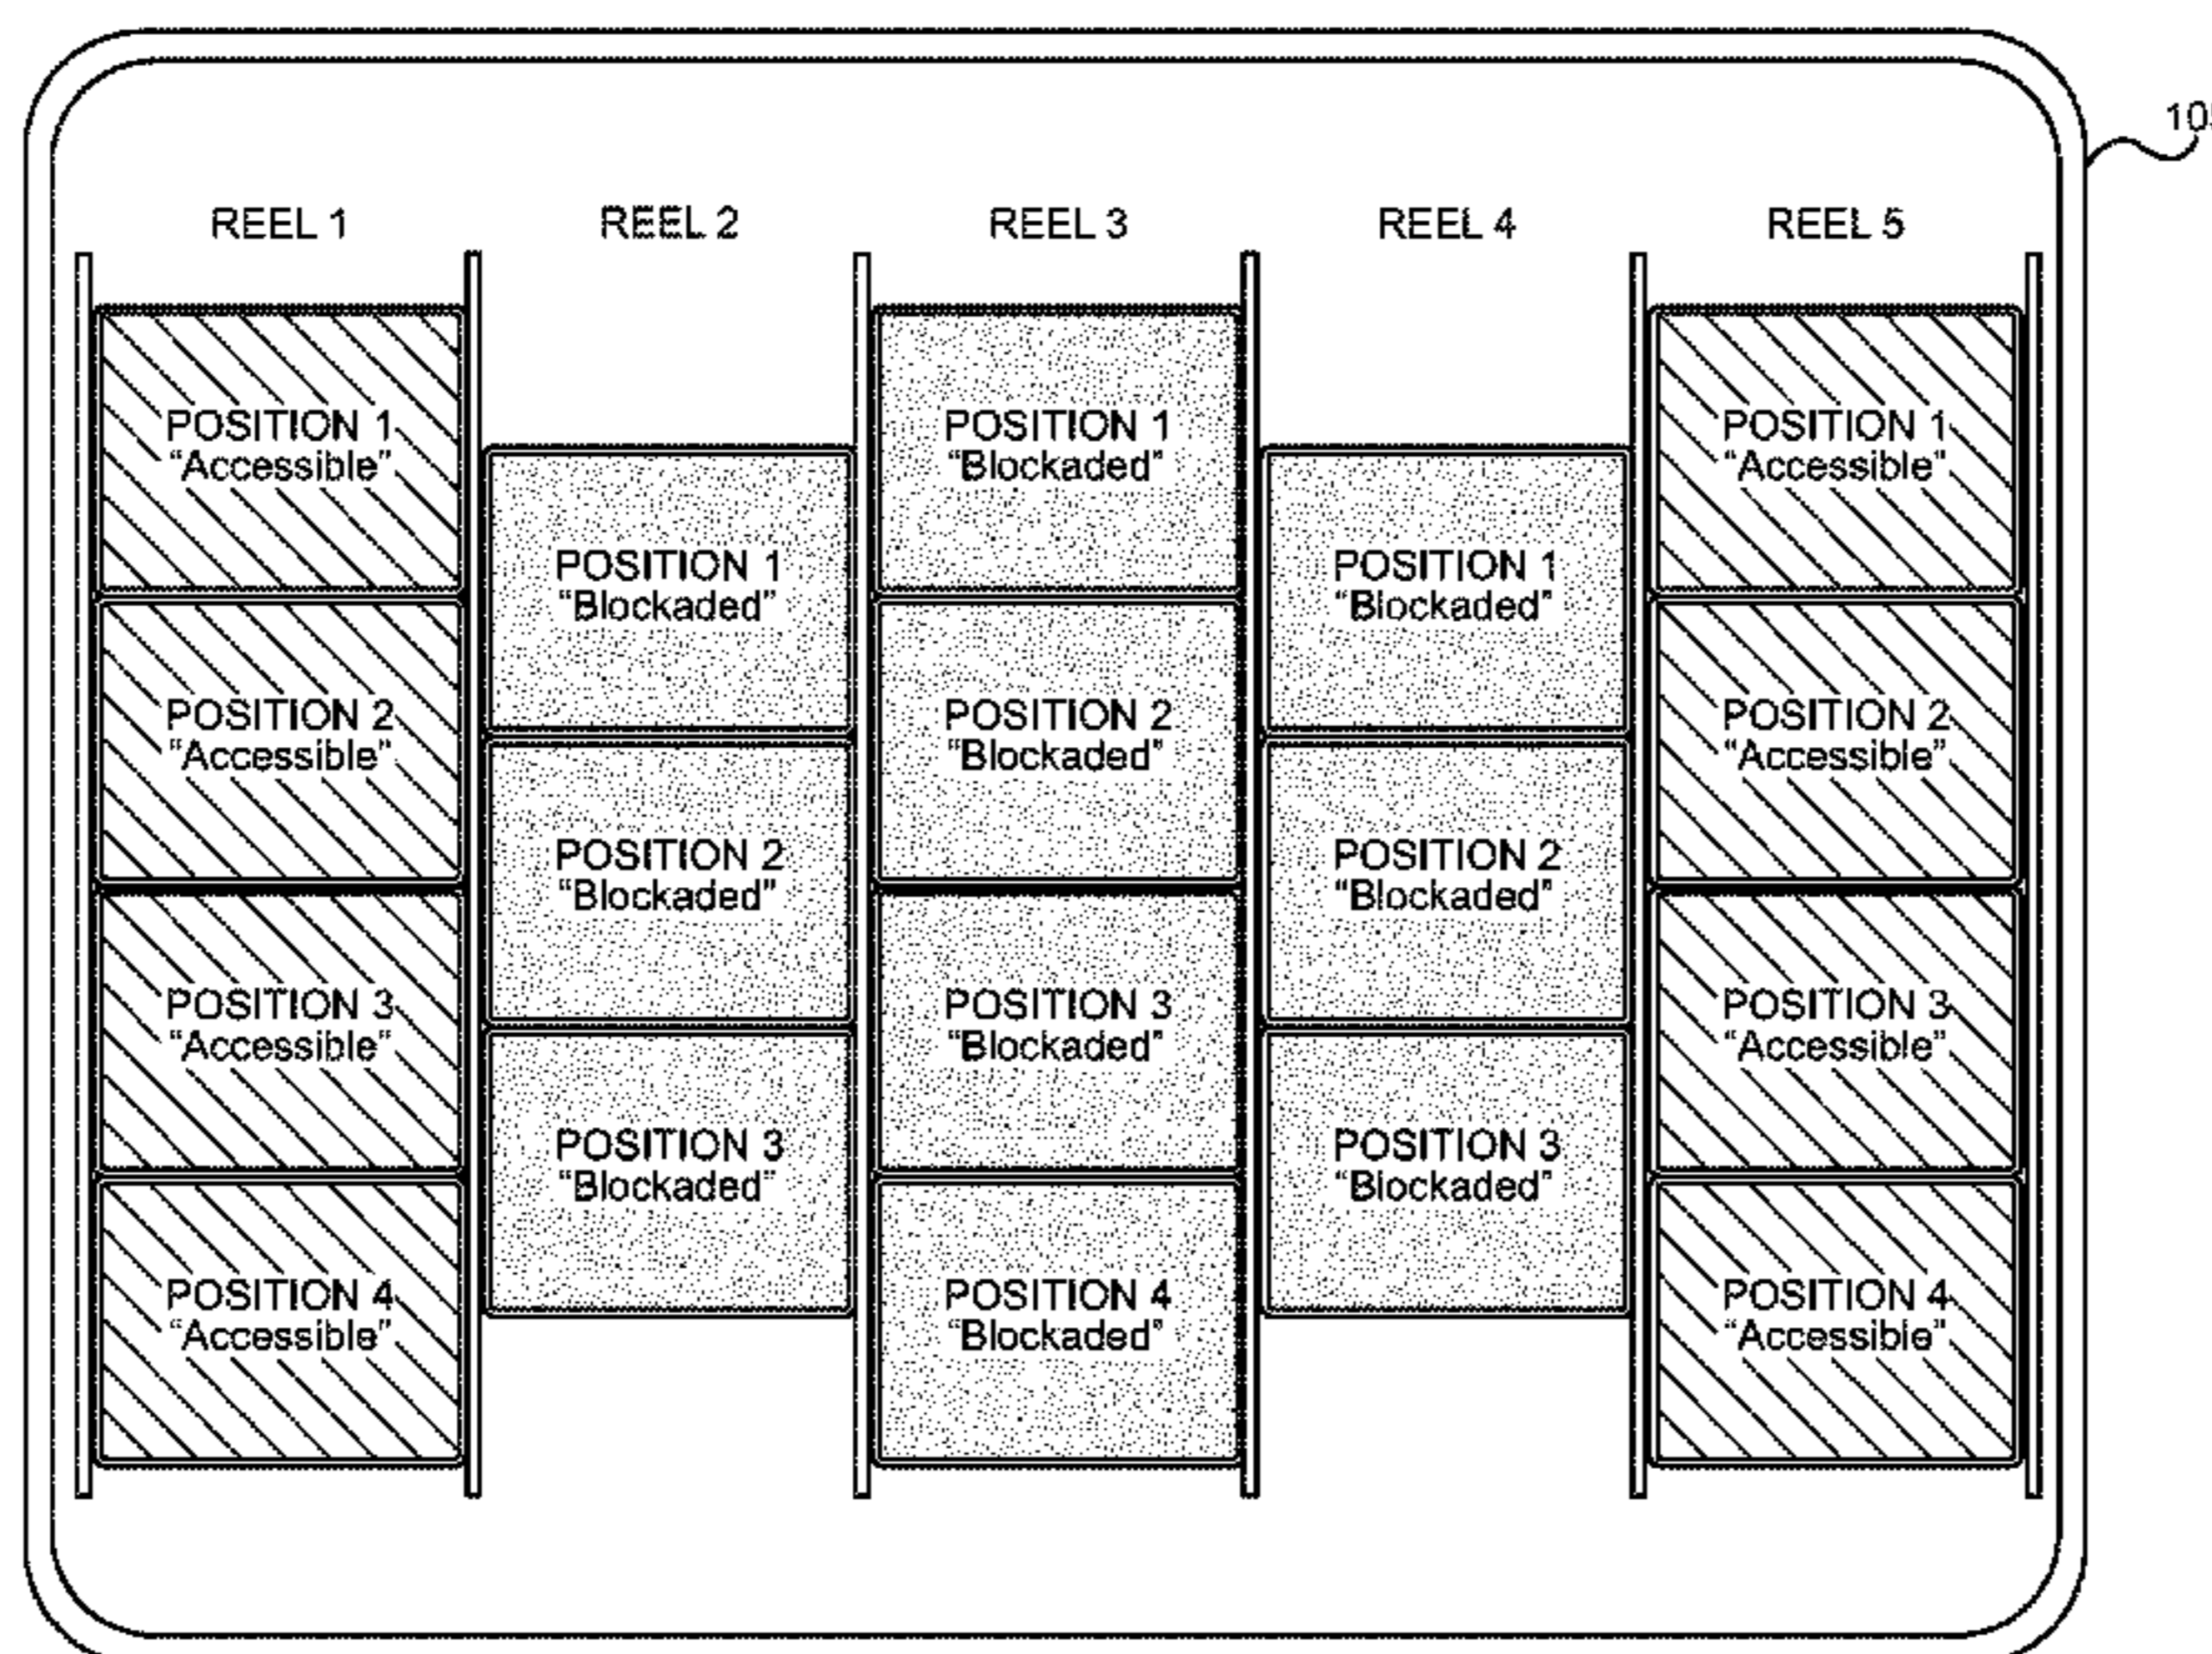 REEL 1
REEL 2
REEL 3
REEL 4
REEL 5
POSITION 1
"Accessible"
POSITION 2
"Accessible"
POSITION 3
"Accessible"
POSITION 4
"Accessible"
POSITION 1
"Blockaded"
POSITION 2
"Blockaded"
POSITION 3
"Blockaded"
POSITION 1
"Blockaded"
POSITION 2
"Blockaded"
POSITION 3
"Blockaded"
POSITION 4
"Blockaded"
POSITION 1
"Blockaded"
POSITION 2
"Blockaded"
POSITION 3
"Blockaded"
POSITION 1
"Accessible"
POSITION 2
"Accessible"
POSITION 3
"Accessible"
POSITION 4
"Accessible"